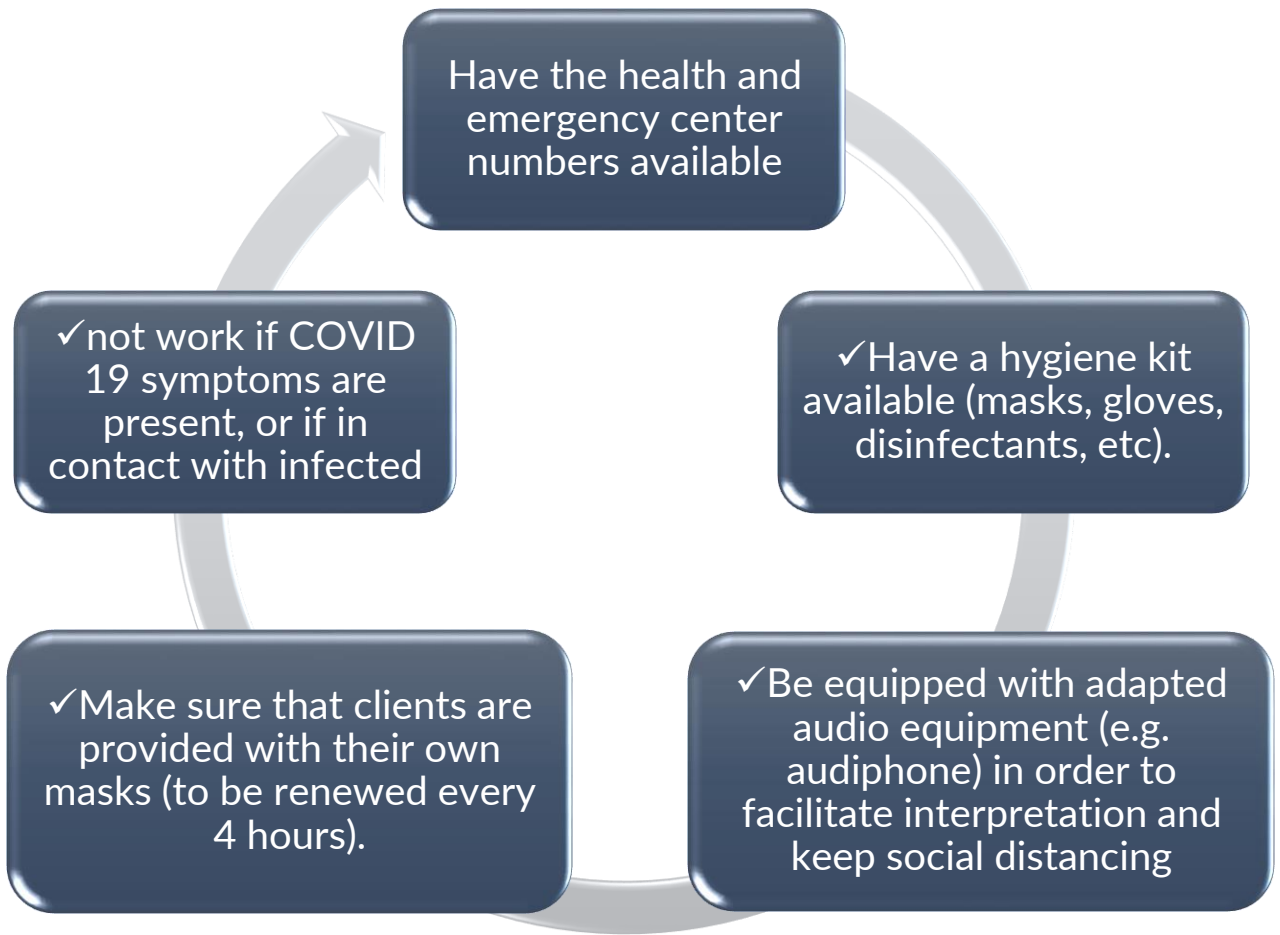 Have the health and
emergency center
numbers available
✓Have a hygiene kit
available (masks, gloves,
disinfectants, etc).
✓Be equipped with adapted
audio equipment (e.g.
audiphone) in order to
facilitate interpretation and
keep social distancing
✓Make sure that clients are
provided with their own
masks (to be renewed every
4 hours).
✓not work if COVID
19 symptoms are
present, or if in
contact with infected